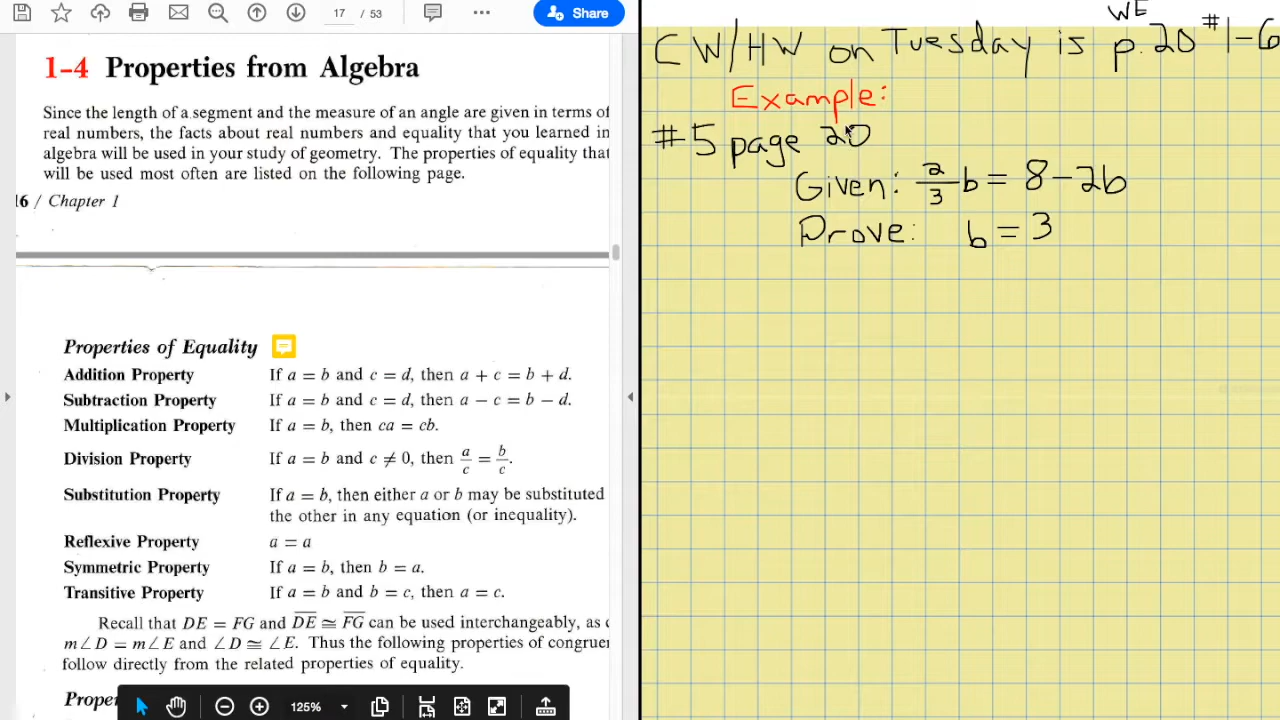 17 / 53
Share
1-4 Properties from Algebra
Since the length of a segment and the measure of an angle are given in terms of
real numbers, the facts about real numbers and equality that you learned in
algebra will be used in your study of geometry. The properties of equality that
will be used most often are listed on the following page.
16 / Chapter 1
Properties of Equality
Addition Property If a = b and c = d, then a + c = b + d.
Subtraction Property If a = b and c = d, then a − c = b − d.
Multiplication Property If a = b, then ca = cb.
Division Property If a = b and c ≠ 0, then a/c = b/c.
Substitution Property If a = b, then either a or b may be substituted
the other in any equation (or inequality).
Reflexive Property a = a
Symmetric Property If a = b, then b = a.
Transitive Property If a = b and b = c, then a = c.
Recall that DE = FG and D̅E̅ ≅ F̅G̅ can be used interchangeably, as
m∠D = m∠E and ∠D ≅ ∠E. Thus the following properties of congruen
follow directly from the related properties of equality.
Proper
125%
WE
CW/HW on Tuesday is p. 20 #1-6
Example:
#5 page 20
Given: 2/3 b = 8 - 2b
Prove: b = 3